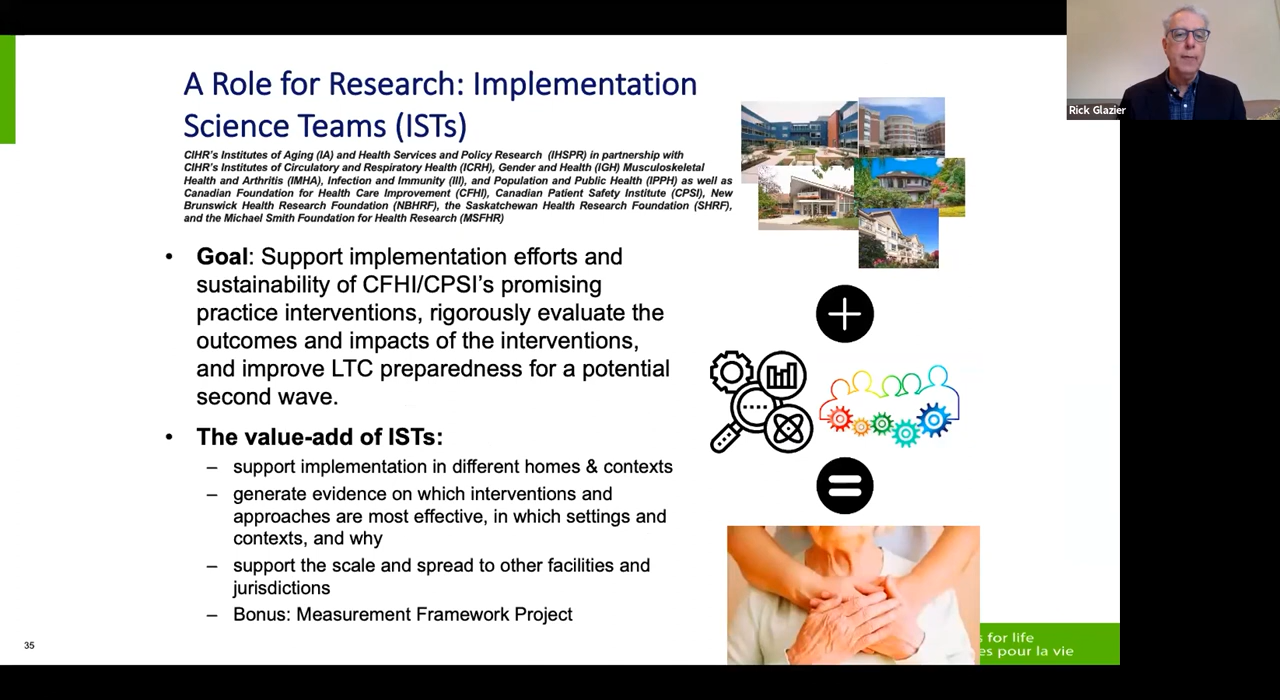 A Role for Research: Implementation
Science Teams (ISTs)
CIHR's Institutes of Aging (IA) and Health Services and Policy Research (IHSPR) in partnership with
CIHR's Institutes of Circulatory and Respiratory Health (ICRH), Gender and Health (IGH) Musculoskeletal
Health and Arthritis (IMHA), Infection and Immunity (III), and Population and Public Health (IPPH) as well as
Canadian Foundation for Health Care Improvement (CFHI), Canadian Patient Safety Institute (CPSI), New
Brunswick Health Research Foundation (NBHRF), the Saskatchewan Health Research Foundation (SHRF),
and the Michael Smith Foundation for Health Research (MSFHR)
• Goal: Support implementation efforts and
sustainability of CFHI/CPSI's promising
practice interventions, rigorously evaluate the
outcomes and impacts of the interventions,
and improve LTC preparedness for a potential
second wave.
• The value-add of ISTs:
– support implementation in different homes & contexts
– generate evidence on which interventions and
approaches are most effective, in which settings and
contexts, and why
– support the scale and spread to other facilities and
jurisdictions
– Bonus: Measurement Framework Project
35
s for life
es pour la vie
Rick Glazier